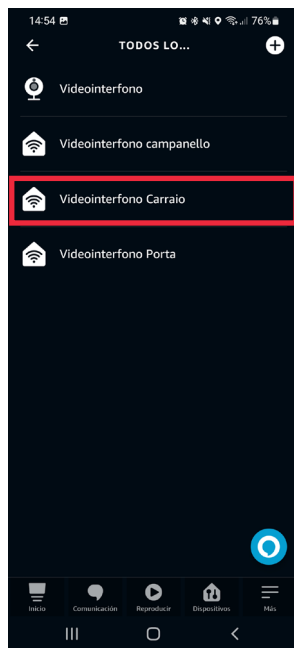 14:54 76%
TODOS LO...
Videointerfono
Videointerfono campanello
Videointerfono Carraio
Videointerfono Porta
Inicio Comunicación Reproducir Dispositivos Más